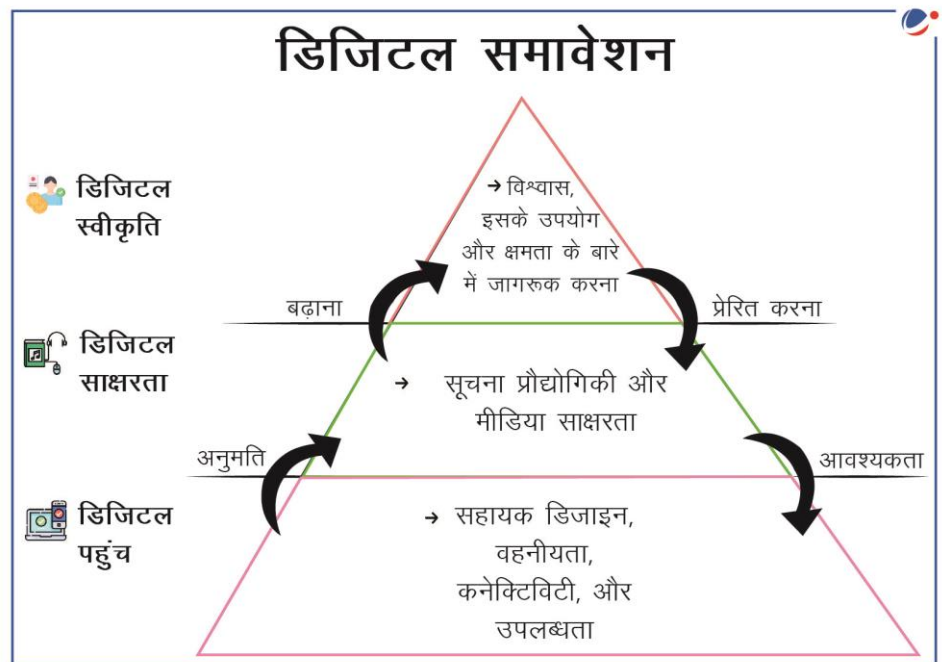 डिजिटल समावेशन
डिजिटल
स्वीकृति
→ विश्वास,
इसके उपयोग
और क्षमता के बारे
में जागरूक करना
बढ़ाना
प्रेरित करना
डिजिटल
साक्षरता
→ सूचना प्रौद्योगिकी और
मीडिया साक्षरता
अनुमति
आवश्यकता
डिजिटल
पहुंच
→ सहायक डिजाइन,
वहनीयता,
कनेक्टिविटी, और
उपलब्धता